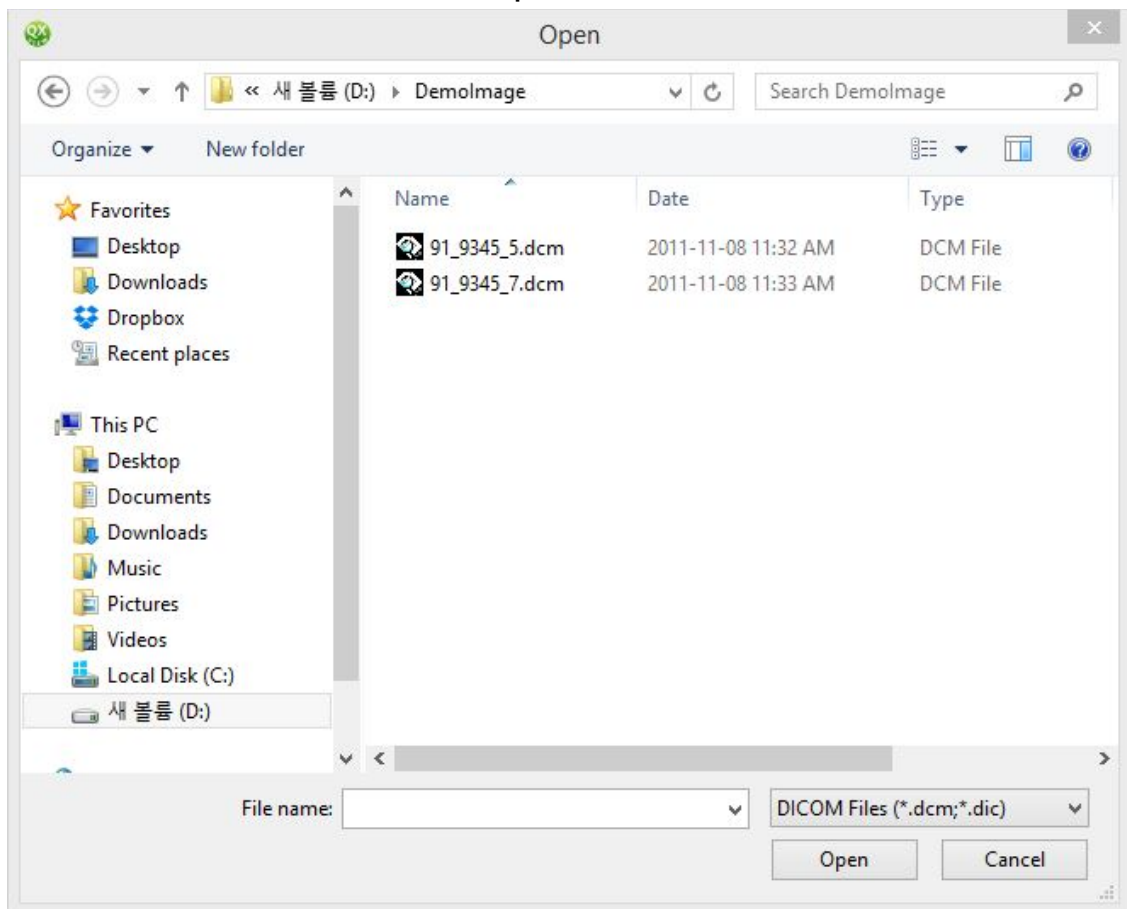 Open
« 새 볼륨 (D:) DemoImage Search DemoImage
Organize New folder
Name Date Type
91_9345_5.dcm 2011-11-08 11:32 AM DCM File
91_9345_7.dcm 2011-11-08 11:33 AM DCM File
Favorites
Desktop
Downloads
Dropbox
Recent places
This PC
Desktop
Documents
Downloads
Music
Pictures
Videos
Local Disk (C:)
새 볼륨 (D:)
File name: DICOM Files (*.dcm;*.dic)
Open Cancel